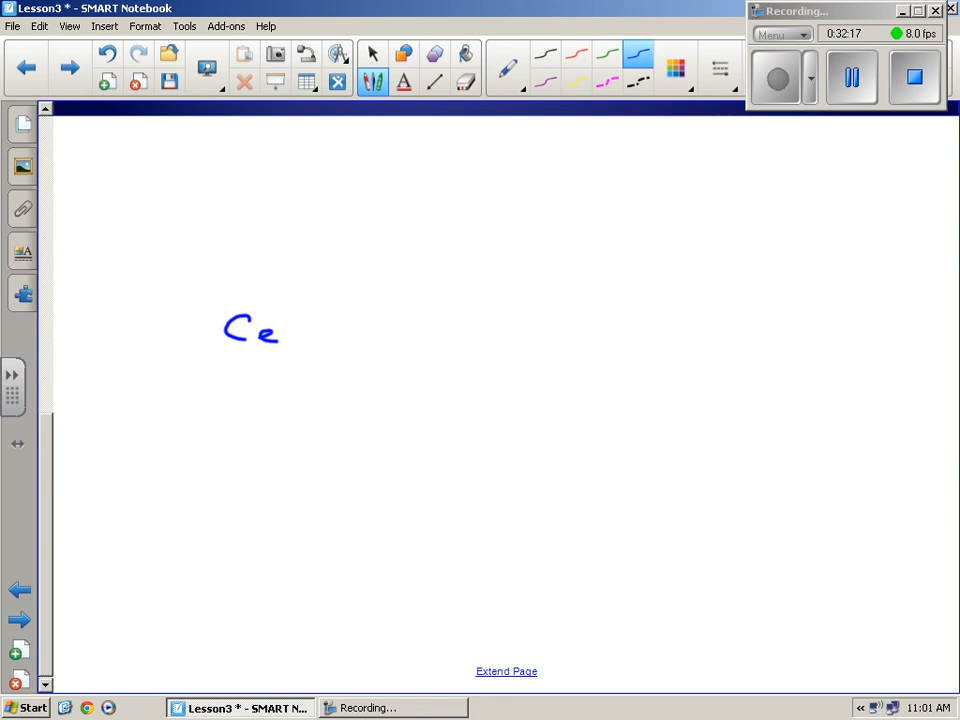 Lesson3 * - SMART Notebook
Recording...
File Edit View Insert Format Tools Add-ons Help
Menu 0:32:17 8.0 fps
Ce
Extend Page
Start Lesson3 * - SMART N... Recording... « 11:01 AM